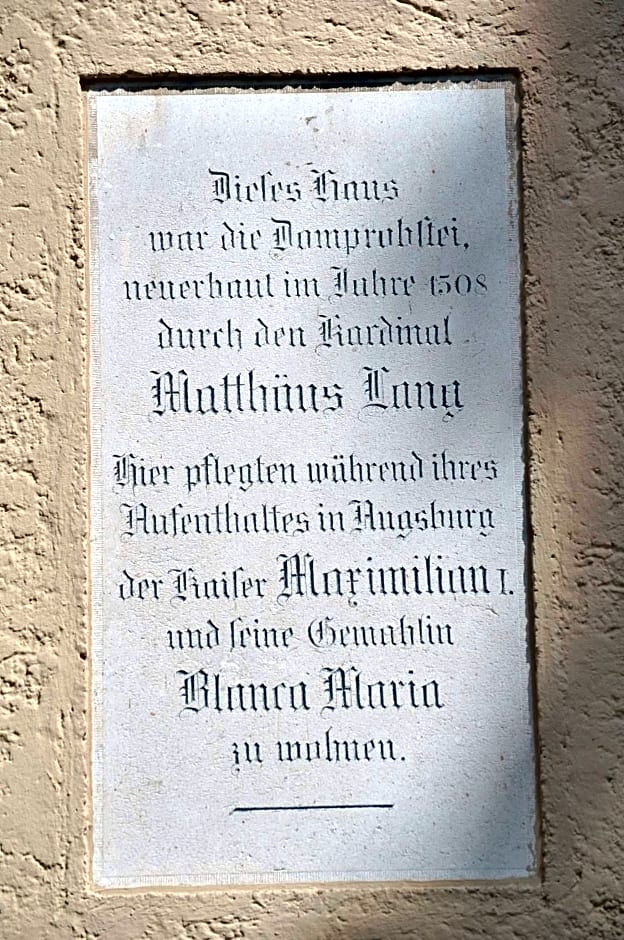 Dieses Haus
war die Domprobstei,
neuerbaut im Jahre 1508
durch den Kardinal
Matthäus Lang
Hier pflegten während ihres
Aufenthaltes in Augsburg
der Kaiser Maximilian I.
und seine Gemahlin
Blanca Maria
zu wohnen.